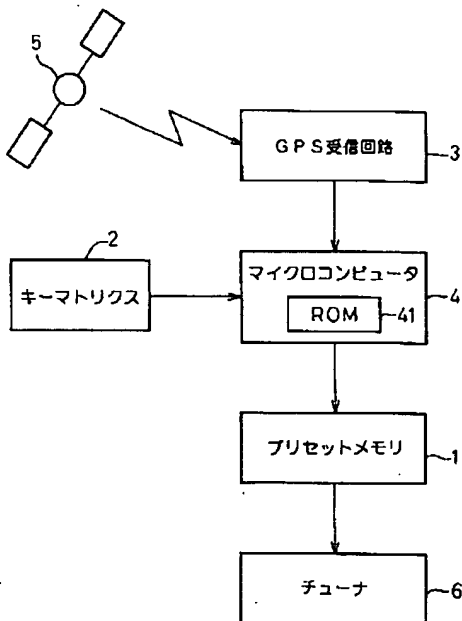 5
GPS受信回路
3
2
キーマトリクス
マイクロコンピュータ
ROM
41
4
プリセットメモリ
1
チューナ
6